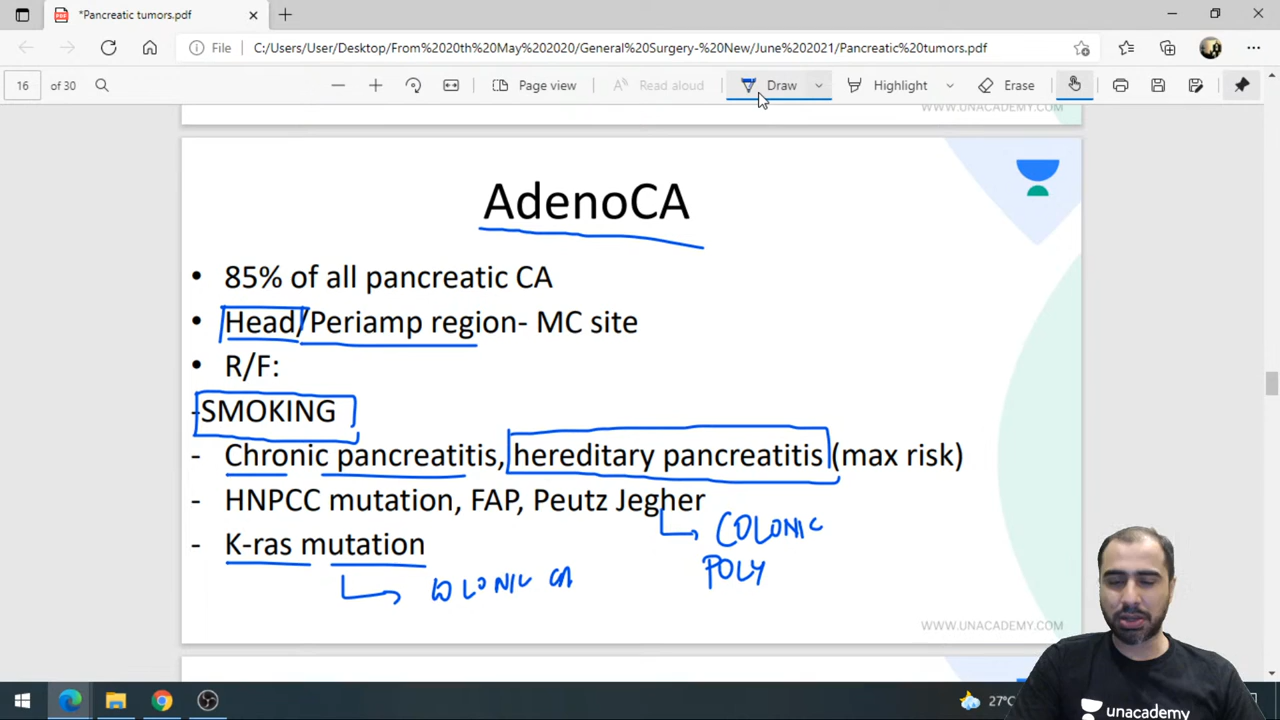 *Pancreatic tumors.pdf
File C:/Users/User/Desktop/From%2020th%20May%202020/General%20Surgery-%20New/June%202021/Pancreatic%20tumors.pdf
16 of 30 Page view Read aloud Draw Highlight Erase
WWW.UNACADEMY.COM
AdenoCA
• 85% of all pancreatic CA
• Head/Periamp region- MC site
• R/F:
-SMOKING
- Chronic pancreatitis, hereditary pancreatitis (max risk)
- HNPCC mutation, FAP, Peutz Jegher
COLONIC
- K-ras mutation
POLY
COLONIC CA
WWW.UNACADEMY.COM
27°C
unacademy